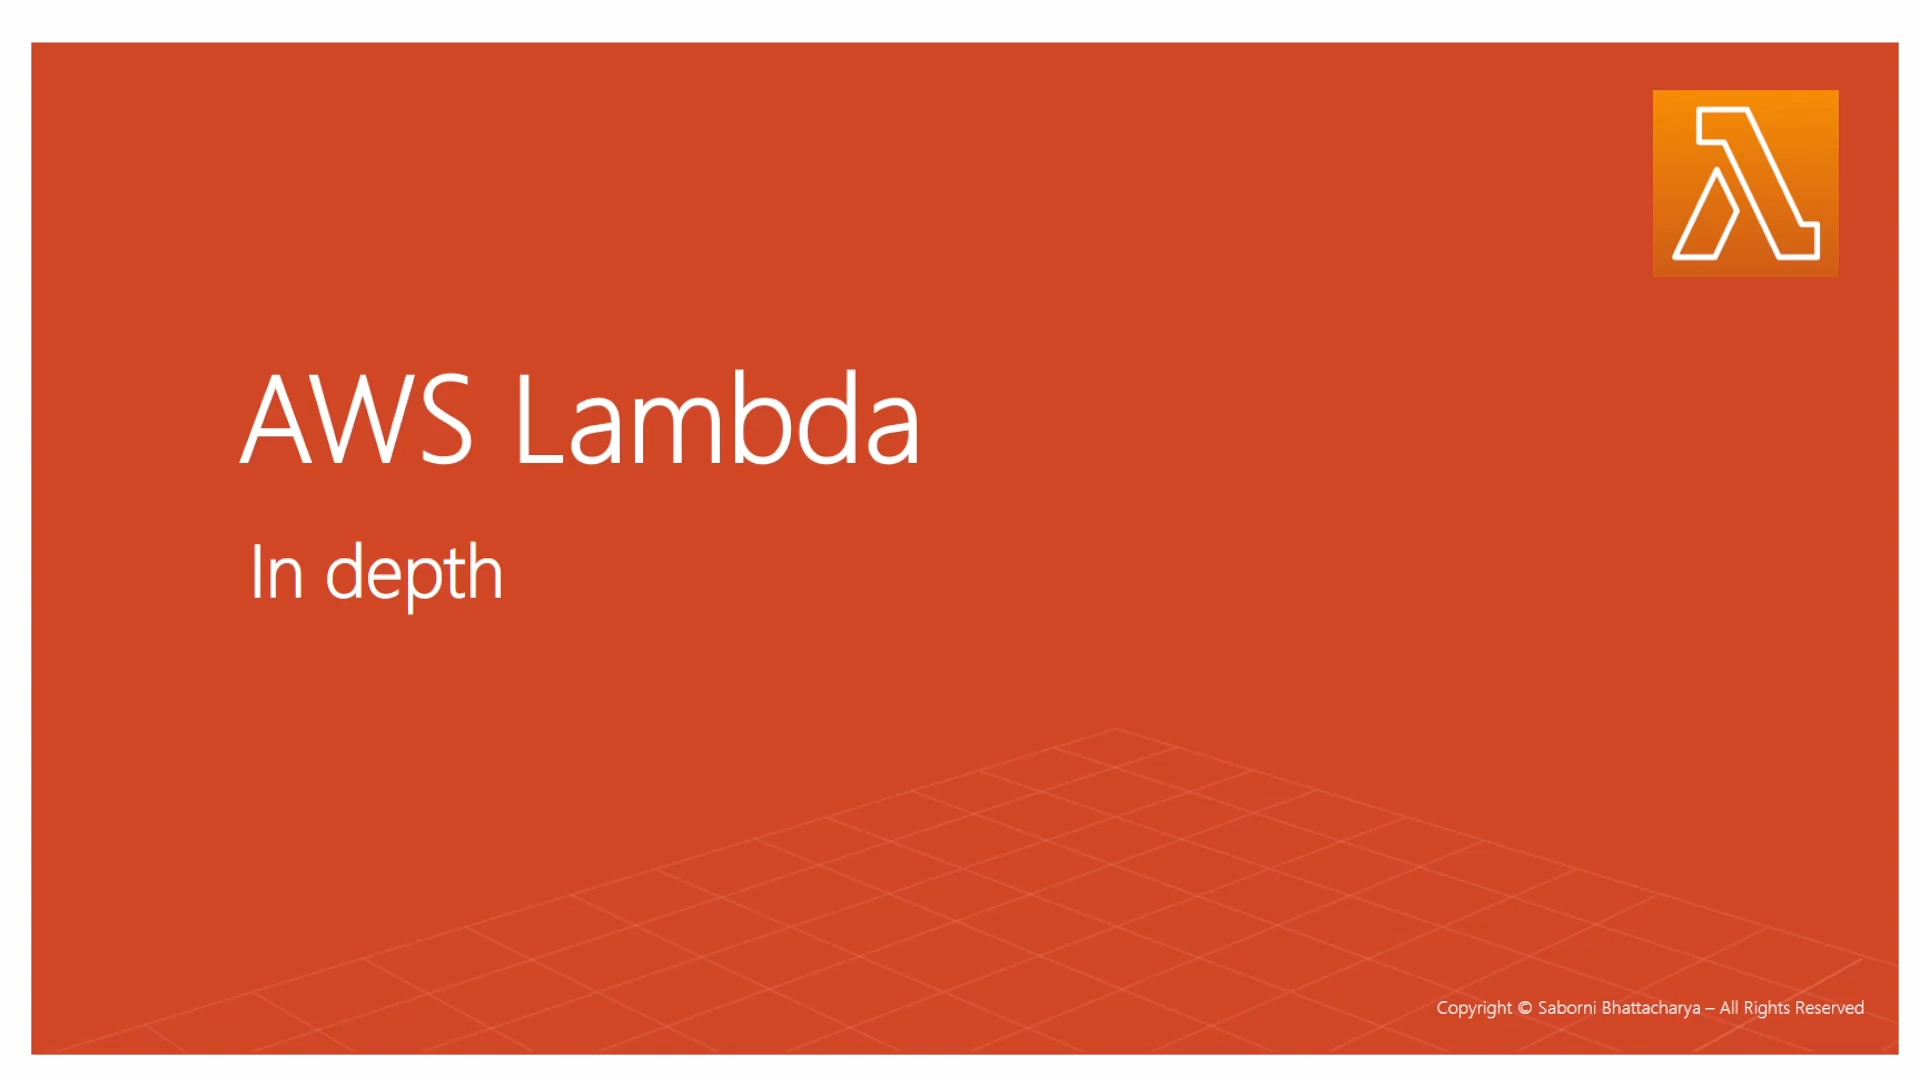 AWS Lambda
In depth
Copyright © Saborni Bhattacharya – All Rights Reserved